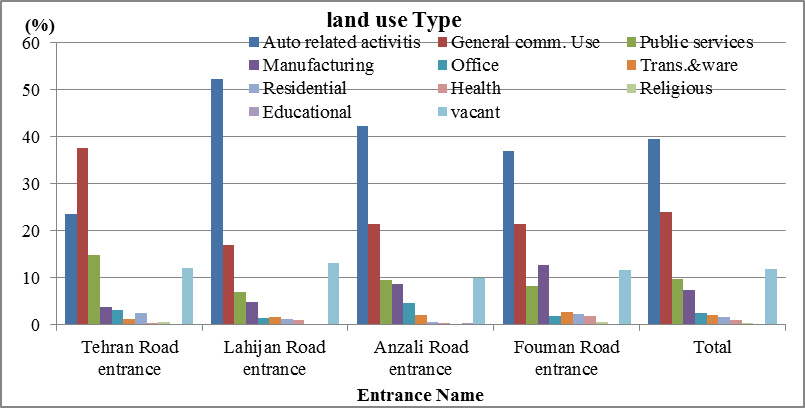 land use Type
(%)
Auto related activitis General comm. Use Public services
Manufacturing Office Trans.&ware
Residential Health Religious
Educational vacant
60
50
40
30
20
10
0
Tehran Road entrance
Lahijan Road entrance
Anzali Road entrance
Fouman Road entrance
Total
Entrance Name